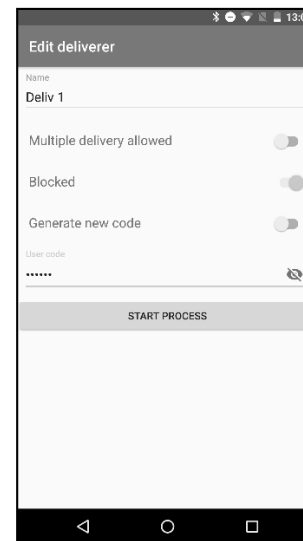 13:0
Edit deliverer
Name
Deliv 1
Multiple delivery allowed
Blocked
Generate new code
User code
••••••
START PROCESS